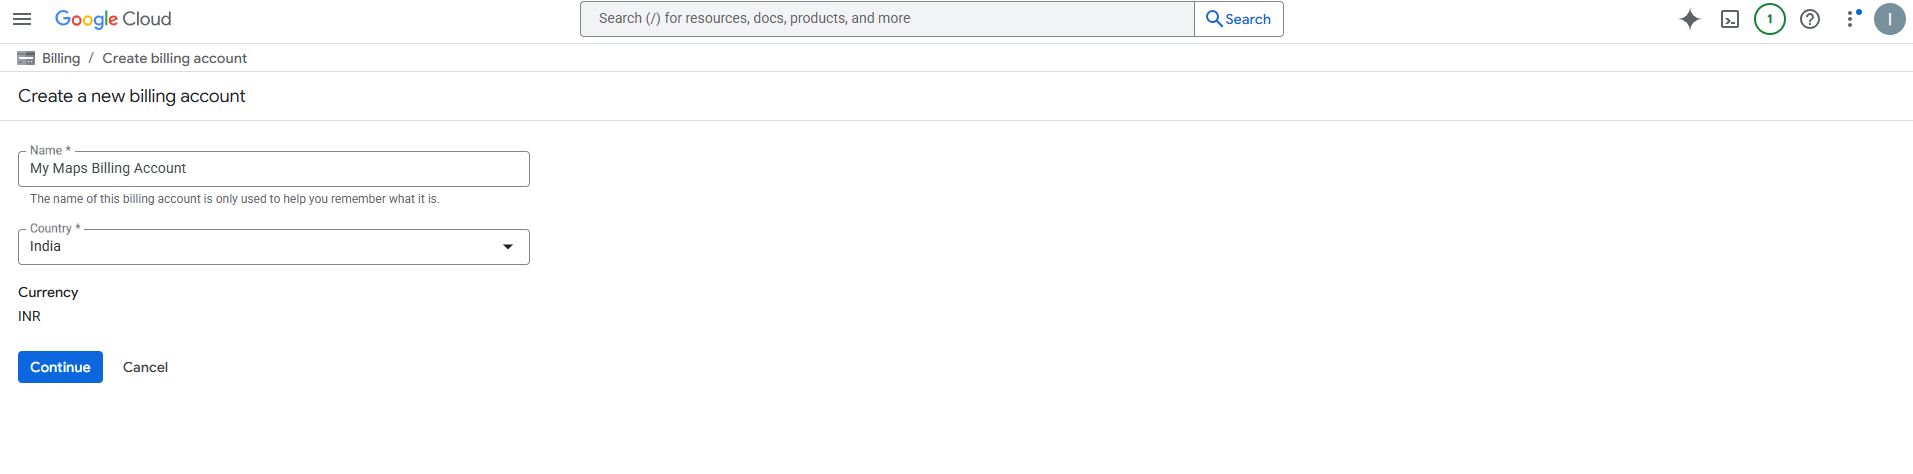 Google Cloud
Search (/) for resources, docs, products, and more
Search
1
I
Billing / Create billing account
Create a new billing account
Name *
My Maps Billing Account
The name of this billing account is only used to help you remember what it is.
Country *
India
Currency
INR
Continue
Cancel